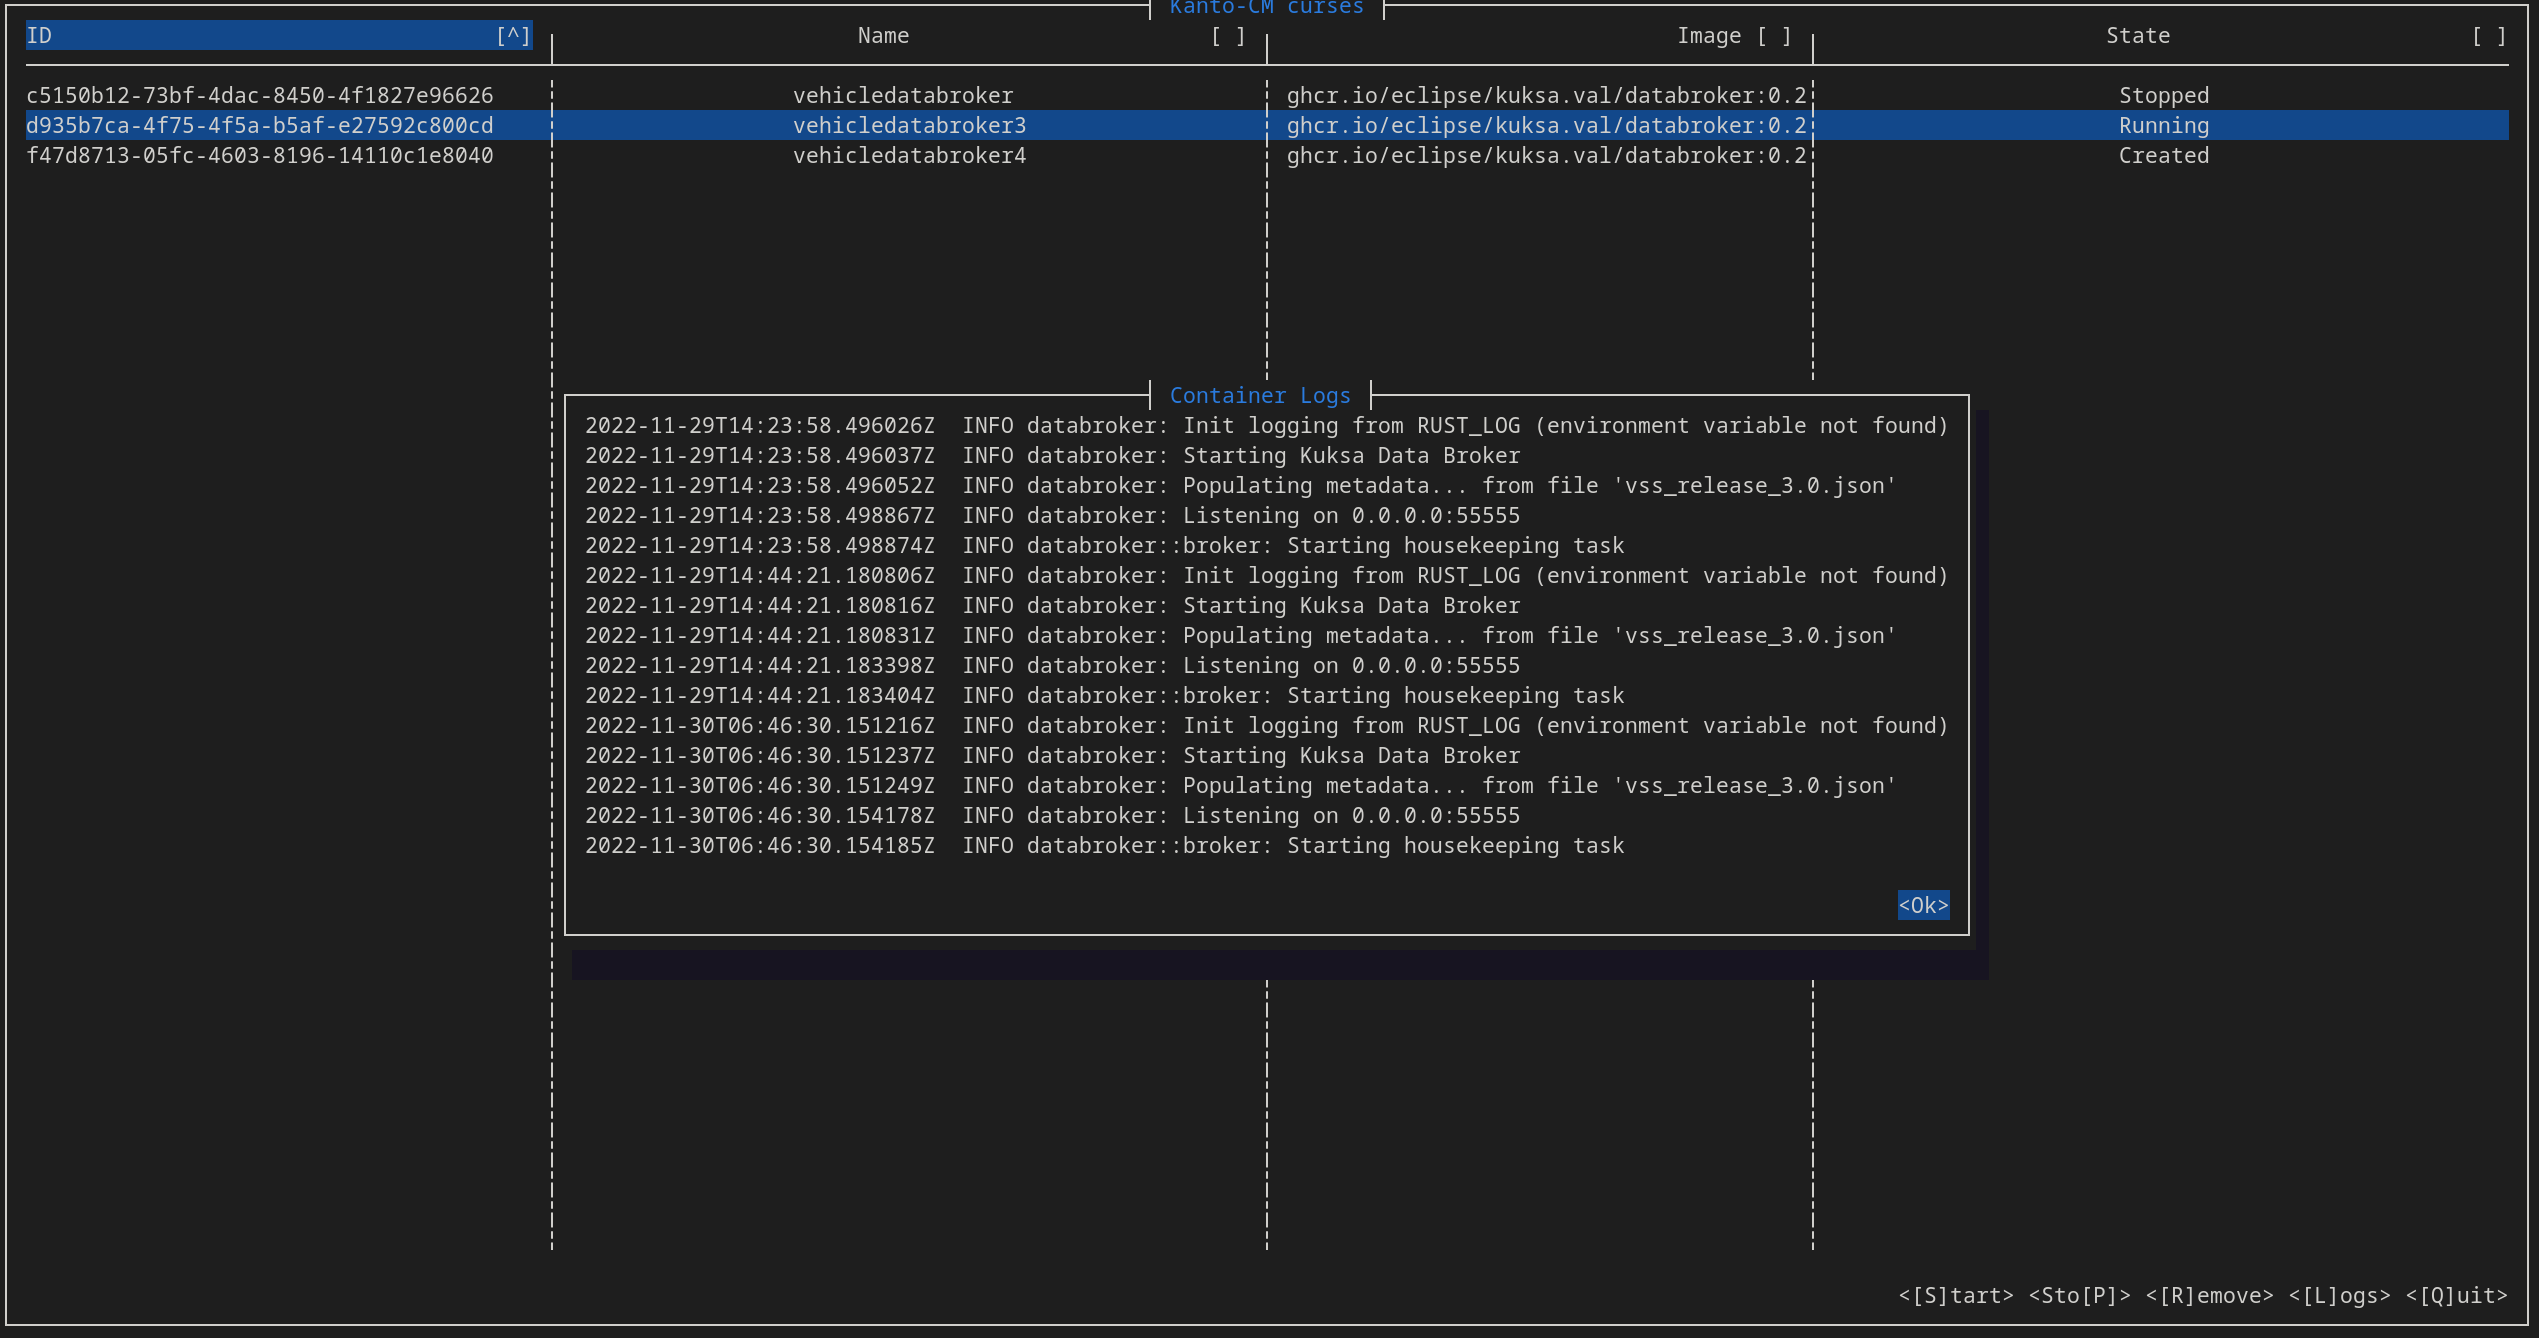 Kanto-CM curses
ID [^] Name [ ] Image [ ] State [ ]
c5150b12-73bf-4dac-8450-4f1827e96626 vehicledatabroker ghcr.io/eclipse/kuksa.val/databroker:0.2 Stopped
d935b7ca-4f75-4f5a-b5af-e27592c800cd vehicledatabroker3 ghcr.io/eclipse/kuksa.val/databroker:0.2 Running
f47d8713-05fc-4603-8196-14110c1e8040 vehicledatabroker4 ghcr.io/eclipse/kuksa.val/databroker:0.2 Created
Container Logs
2022-11-29T14:23:58.496026Z  INFO databroker: Init logging from RUST_LOG (environment variable not found)
2022-11-29T14:23:58.496037Z  INFO databroker: Starting Kuksa Data Broker
2022-11-29T14:23:58.496052Z  INFO databroker: Populating metadata... from file 'vss_release_3.0.json'
2022-11-29T14:23:58.498867Z  INFO databroker: Listening on 0.0.0.0:55555
2022-11-29T14:23:58.498874Z  INFO databroker::broker: Starting housekeeping task
2022-11-29T14:44:21.180806Z  INFO databroker: Init logging from RUST_LOG (environment variable not found)
2022-11-29T14:44:21.180816Z  INFO databroker: Starting Kuksa Data Broker
2022-11-29T14:44:21.180831Z  INFO databroker: Populating metadata... from file 'vss_release_3.0.json'
2022-11-29T14:44:21.183398Z  INFO databroker: Listening on 0.0.0.0:55555
2022-11-29T14:44:21.183404Z  INFO databroker::broker: Starting housekeeping task
2022-11-30T06:46:30.151216Z  INFO databroker: Init logging from RUST_LOG (environment variable not found)
2022-11-30T06:46:30.151237Z  INFO databroker: Starting Kuksa Data Broker
2022-11-30T06:46:30.151249Z  INFO databroker: Populating metadata... from file 'vss_release_3.0.json'
2022-11-30T06:46:30.154178Z  INFO databroker: Listening on 0.0.0.0:55555
2022-11-30T06:46:30.154185Z  INFO databroker::broker: Starting housekeeping task
<Ok>
<[S]tart> <Sto[P]> <[R]emove> <[L]ogs> <[Q]uit>